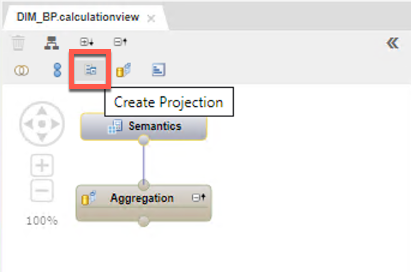 DIM_BP.calculationview
Create Projection
Semantics
Aggregation
100%